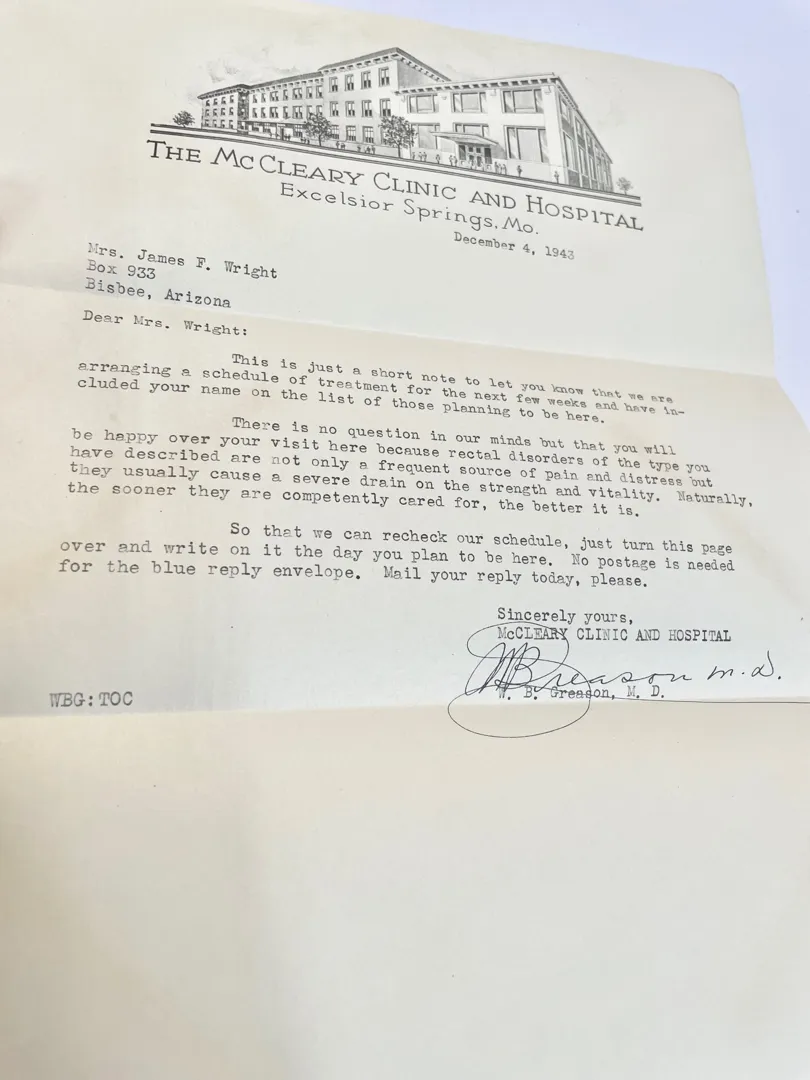 THE MCCLEARY CLINIC AND HOSPITAL
Excelsior Springs, Mo.
December 4, 1943
Mrs. James F. Wright
Box 933
Bisbee, Arizona
Dear Mrs. Wright:
This is just a short note to let you know that we are
arranging a schedule of treatment for the next few weeks and have in-
cluded your name on the list of those planning to be here.
There is no question in our minds but that you will
be happy over your visit here because rectal disorders of the type you
have described are not only a frequent source of pain and distress but
they usually cause a severe drain on the strength and vitality. Naturally,
the sooner they are competently cared for, the better it is.
So that we can recheck our schedule, just turn this page
over and write on it the day you plan to be here. No postage is needed
for the blue reply envelope. Mail your reply today, please.
Sincerely yours,
McCLEARY CLINIC AND HOSPITAL
WBGreason M.D.
W. B. Greason, M. D.
WBG:TOC